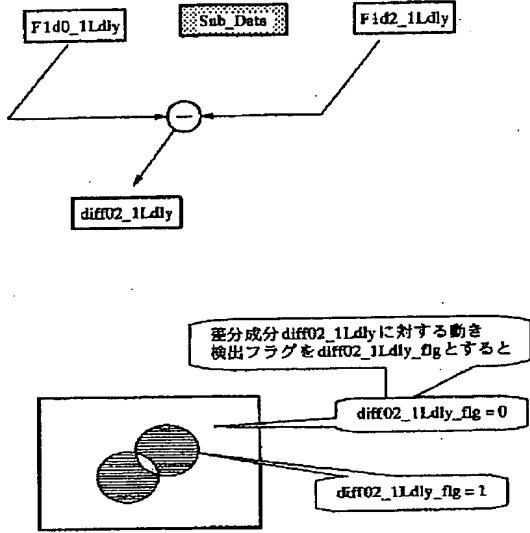 F1d0_1Ldly
Sub_Data
Fid2_1Ldly
diff02_1Ldly
差分成分diff02_1Ldlyに対する動き
検出フラグをdiff02_1Ldly_flgとすると
diff02_1Ldly_flg = 0
diff02_1Ldly_flg = 1